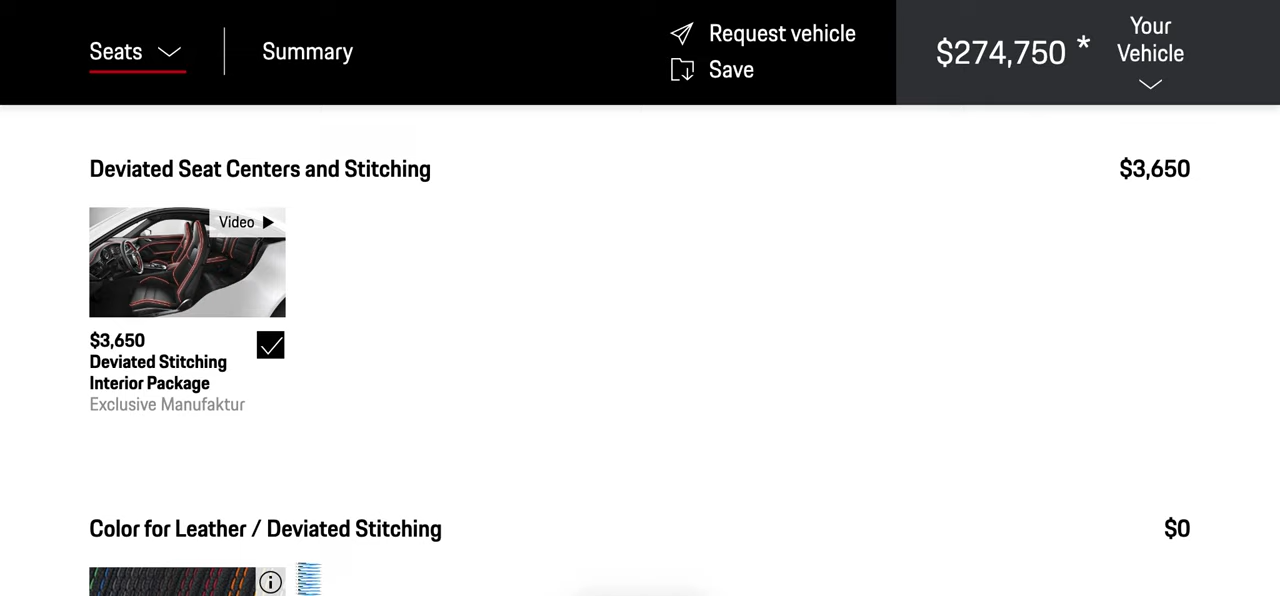 Seats
Summary
Request vehicle
Save
$274,750 *
Your
Vehicle
Deviated Seat Centers and Stitching
$3,650
Video
$3,650
Deviated Stitching
Interior Package
Exclusive Manufaktur
Color for Leather / Deviated Stitching
$0